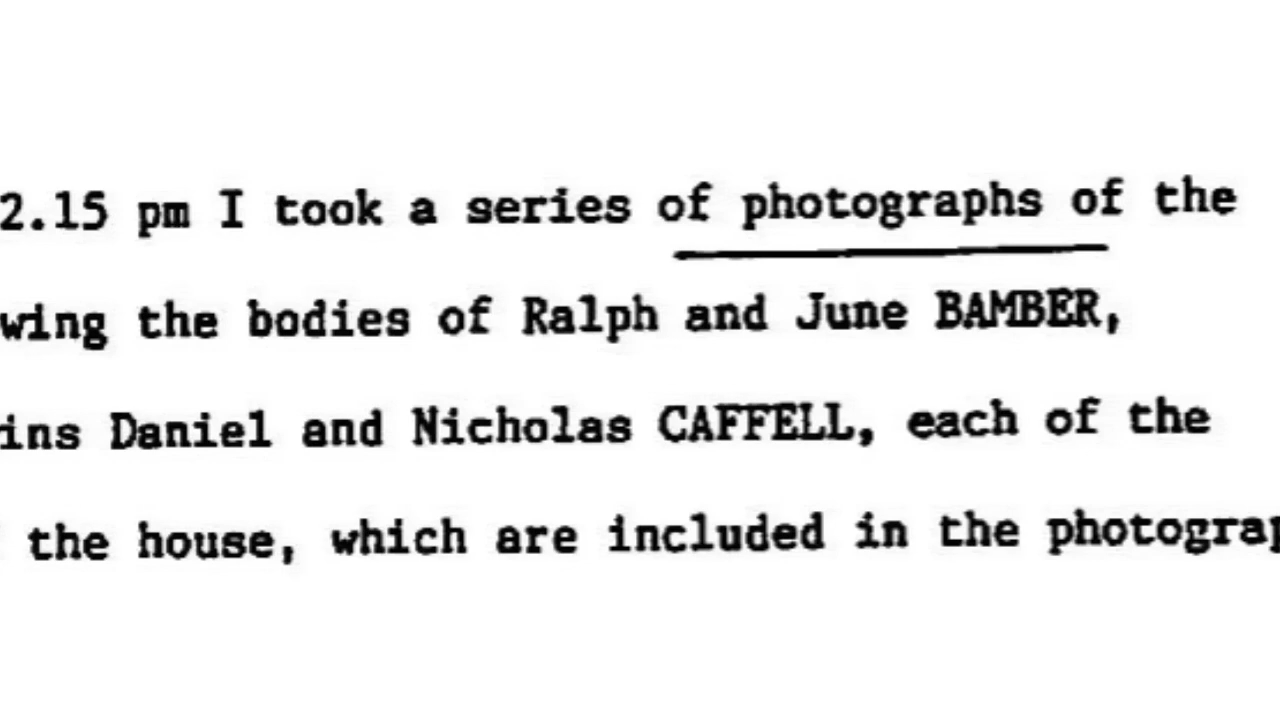 2.15 pm I took a series of photographs of the
wing the bodies of Ralph and June BAMBER,
ins Daniel and Nicholas CAFFELL, each of the
the house, which are included in the photograp